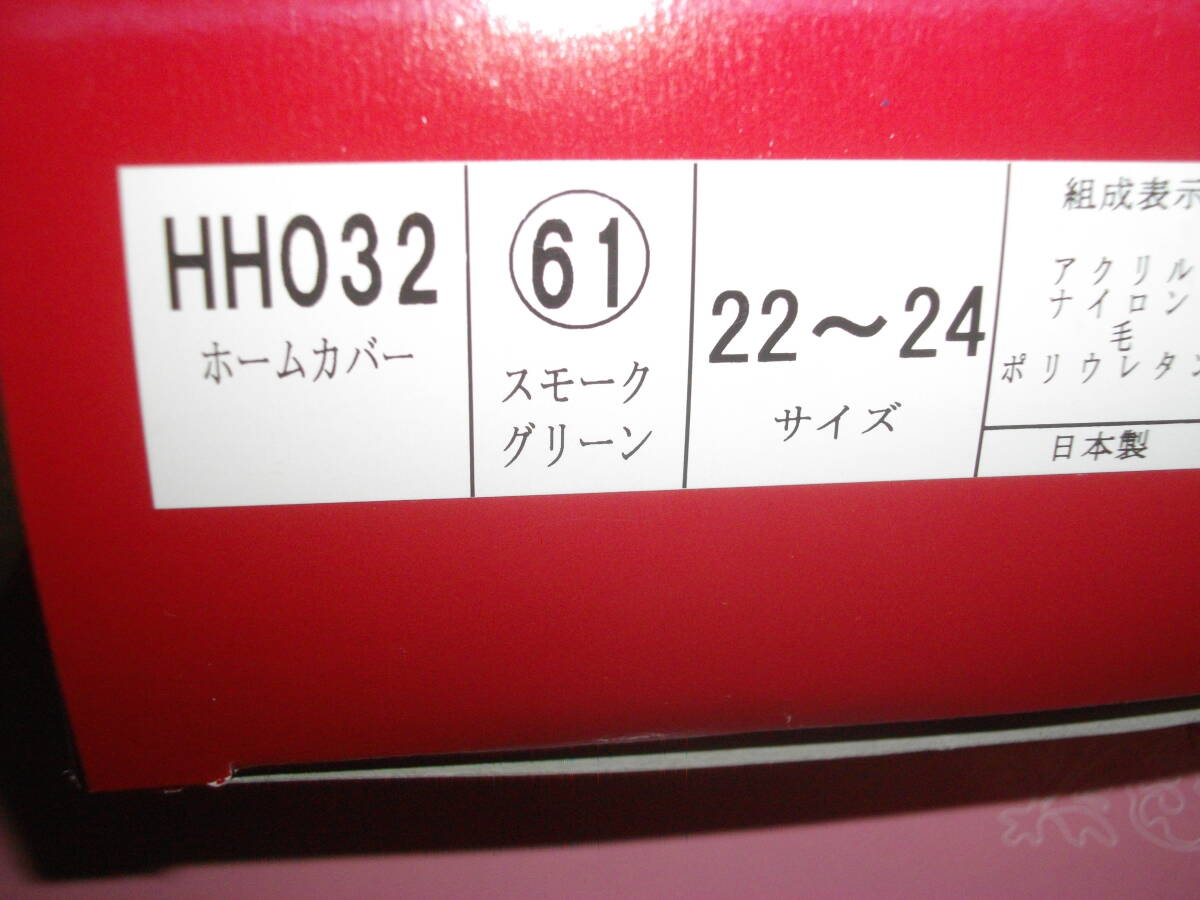 HH032
ホームカバー
61
スモーク
グリーン
22～24
サイズ
組成表示
アクリル
ナイロン
毛
ポリウレタン
日本製